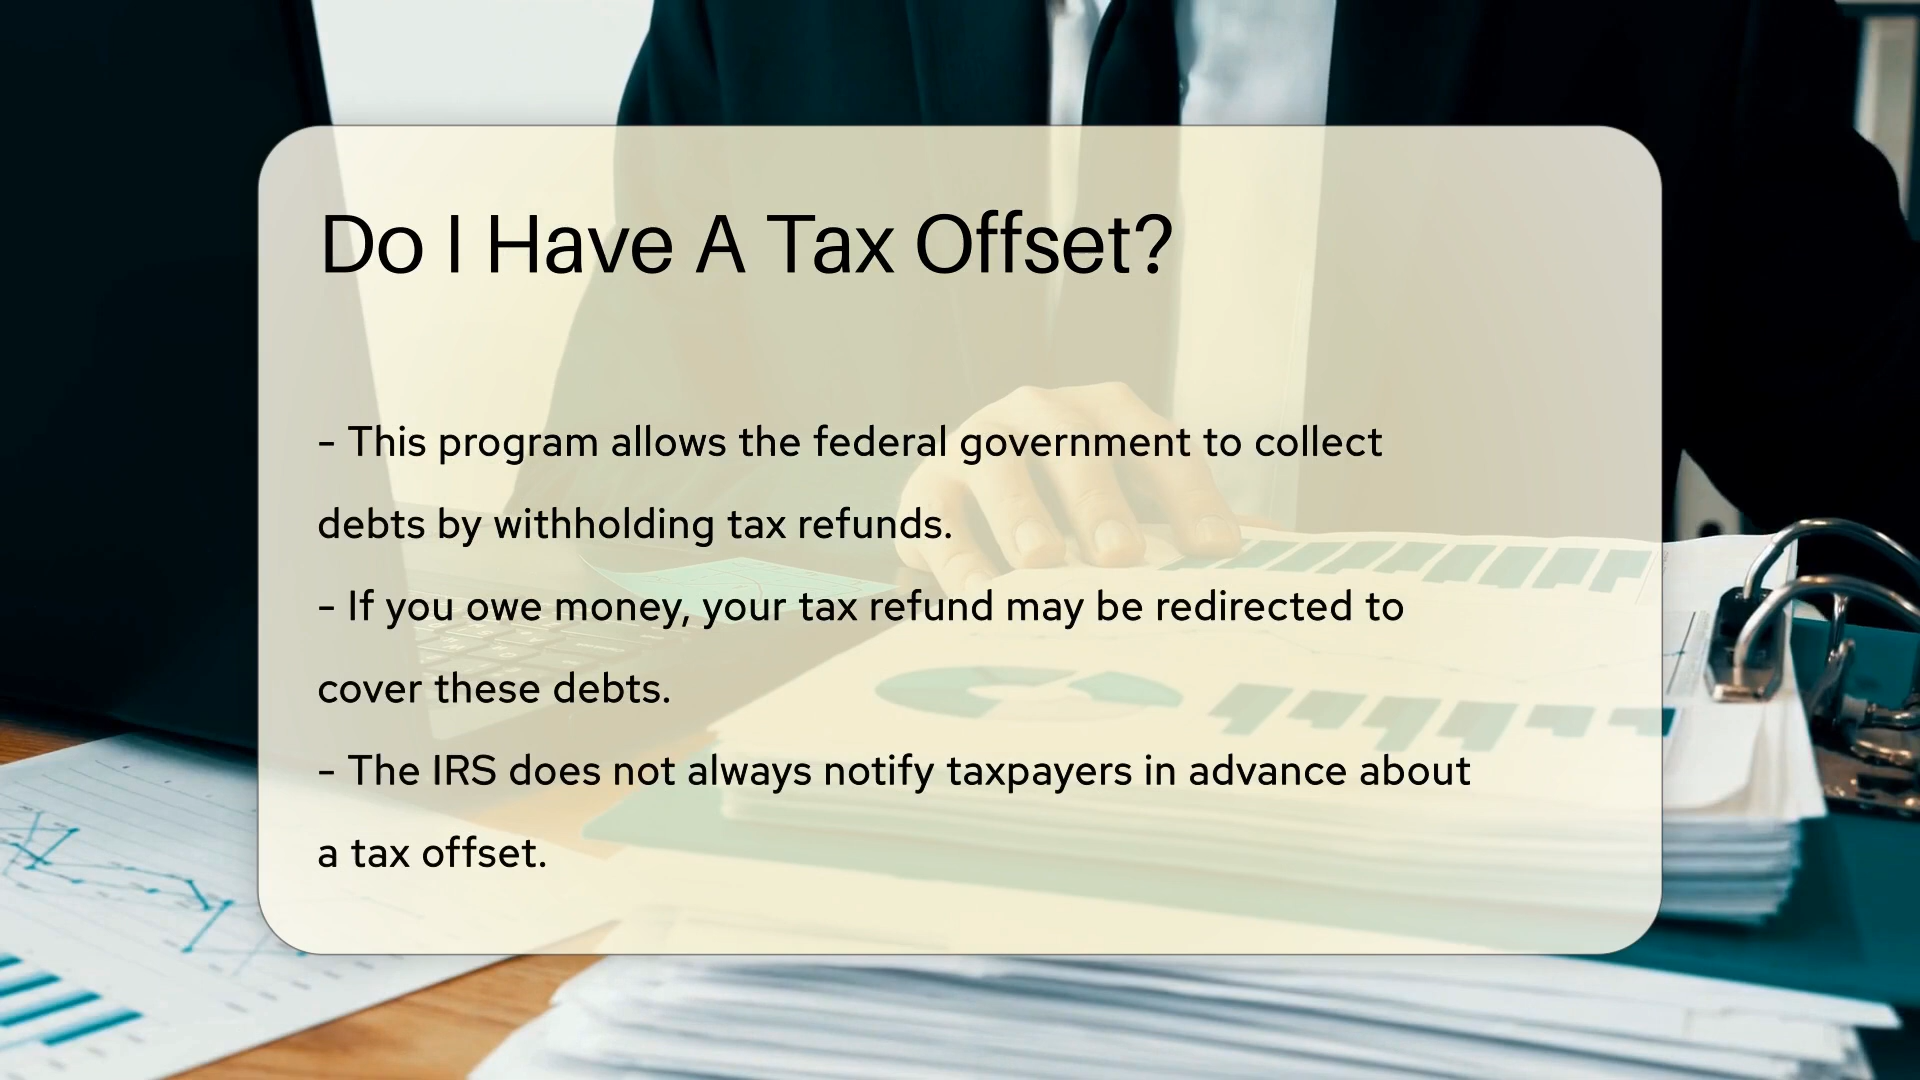 Do I Have A Tax Offset?
- This program allows the federal government to collect
debts by withholding tax refunds.
- If you owe money, your tax refund may be redirected to
cover these debts.
- The IRS does not always notify taxpayers in advance about
a tax offset.